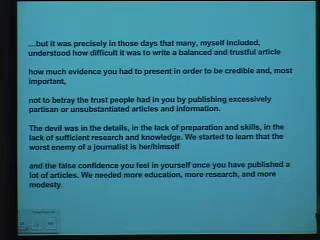 ...but it was precisely in those days that many, myself included,
understood how difficult it was to write a balanced and trustful article
how much evidence you had to present in order to be credible and, most
important,
not to betray the trust people had in you by publishing excessively
partisan or unsubstantiated articles and information.
The devil was in the details, in the lack of preparation and skills, in the
lack of sufficient research and knowledge. We started to learn that the
worst enemy of a journalist is her/himself
and the false confidence you feel in yourself once you have published a
lot of articles. We needed more education, more research, and more
modesty.